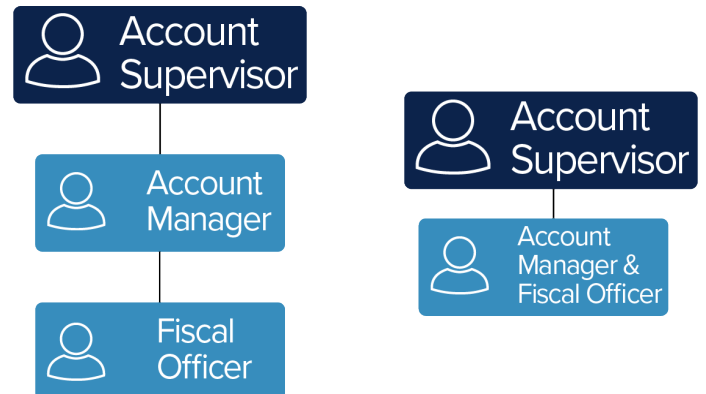 Account
Supervisor
Account
Manager
Fiscal
Officer
Account
Supervisor
Account
Manager &
Fiscal Officer